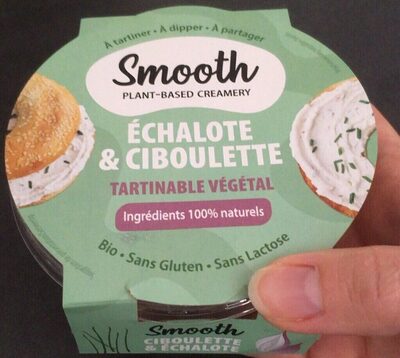 À tartiner • À dipper • À partager
Smooth
PLANT-BASED CREAMERY
ÉCHALOTE
& CIBOULETTE
TARTINABLE VÉGÉTAL
Ingrédients 100% naturels
Bio • Sans Gluten • Sans Lactose
Smooth
CIBOULETTE
& ÉCHALOTE